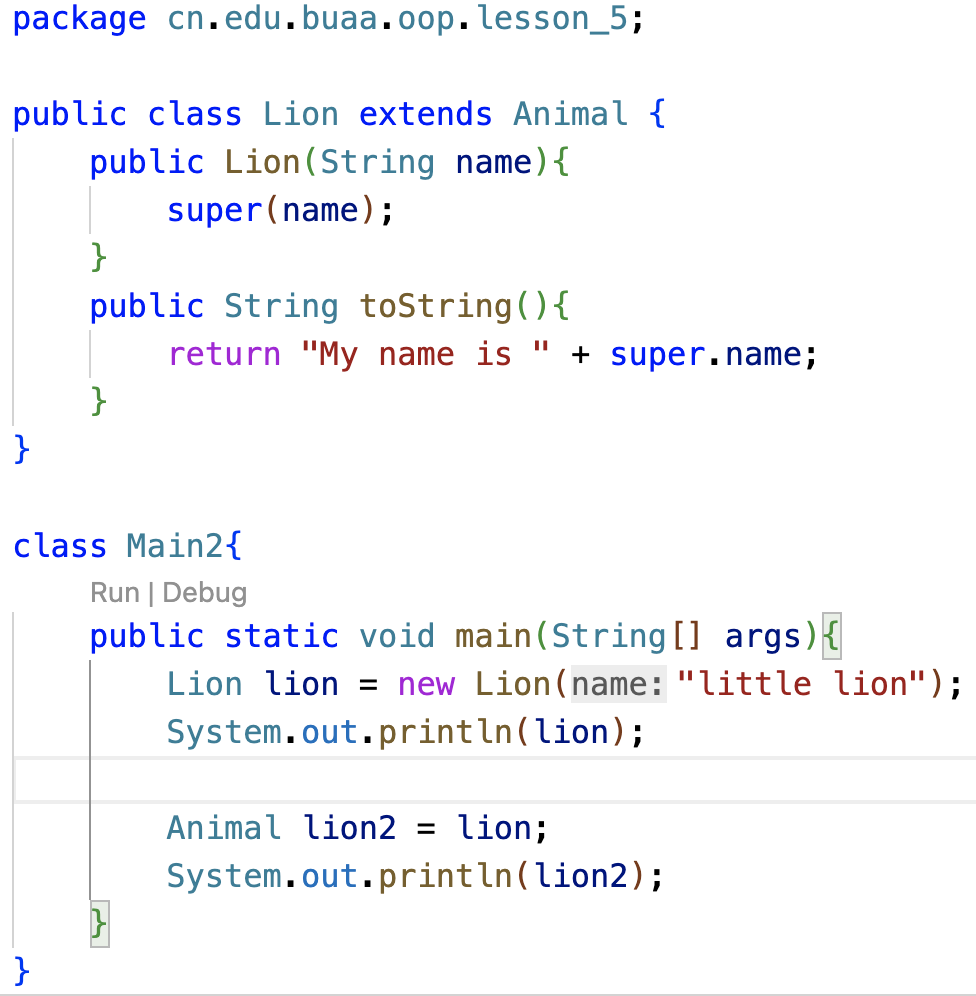 package cn.edu.buaa.oop.lesson_5;
public class Lion extends Animal {
public Lion(String name){
super(name);
}
public String toString(){
return "My name is " + super.name;
}
}
class Main2{
Run | Debug
public static void main(String[] args){
Lion lion = new Lion(name:"little lion");
System.out.println(lion);
Animal lion2 = lion;
System.out.println(lion2);
}
}